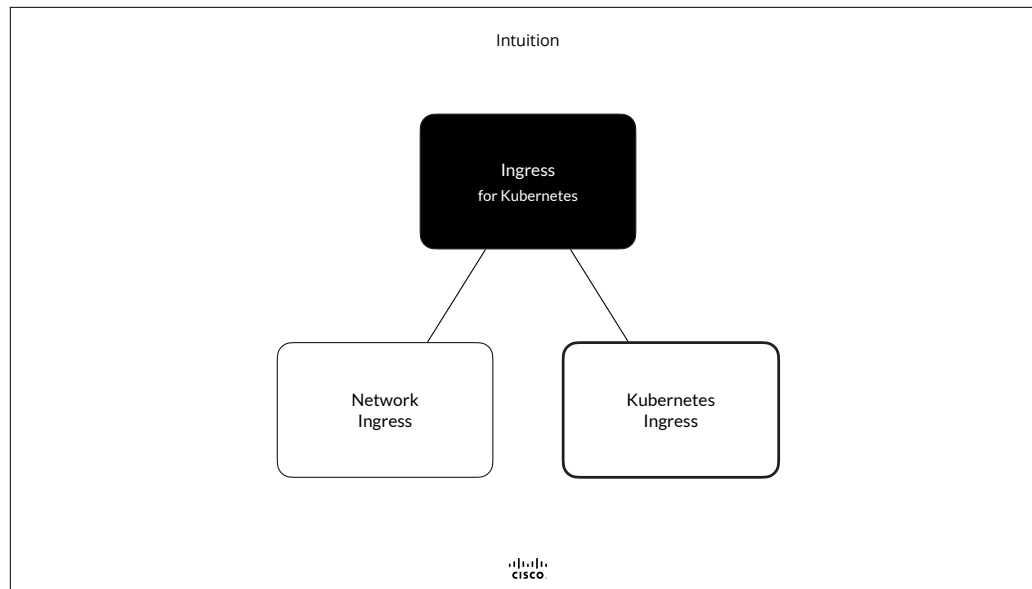 Intuition
Ingress
for Kubernetes
Network
Ingress
Kubernetes
Ingress
CISCO